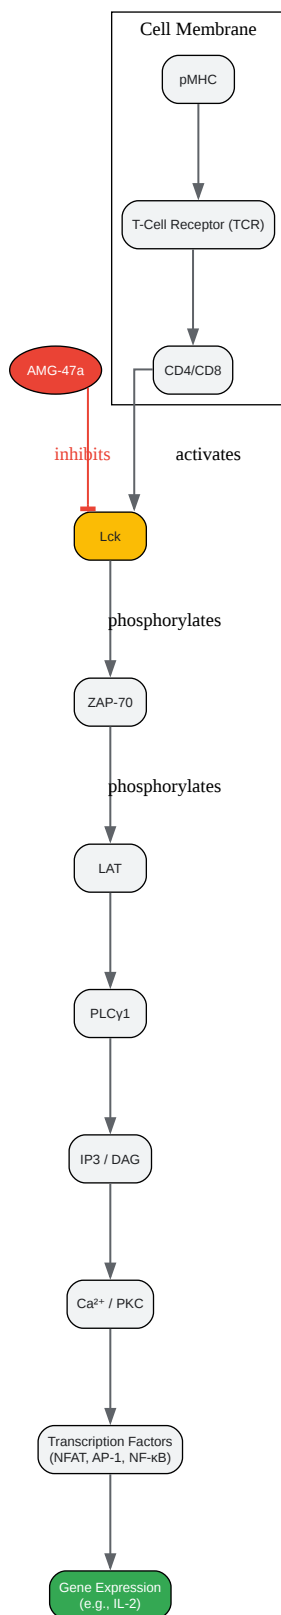 Cell Membrane
pMHC
T-Cell Receptor (TCR)
AMG-47a
CD4/CD8
inhibits
activates
Lck
phosphorylates
ZAP-70
phosphorylates
LAT
PLCγ1
IP3 / DAG
Ca²⁺ / PKC
Transcription Factors
(NFAT, AP-1, NF-κB)
Gene Expression
(e.g., IL-2)